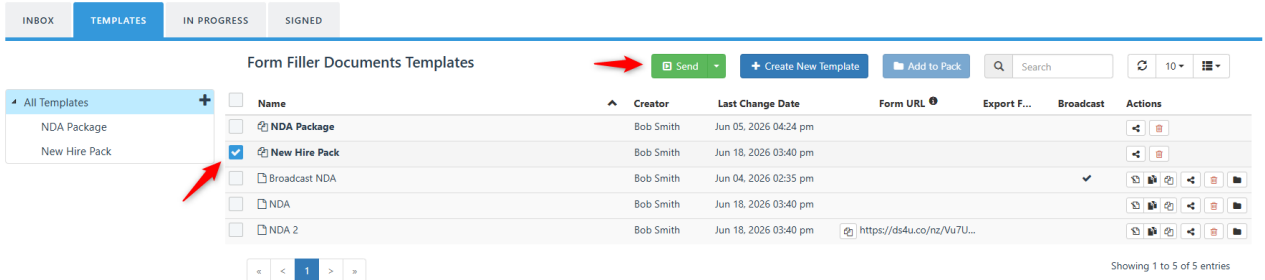 INBOX TEMPLATES IN PROGRESS SIGNED
Form Filler Documents Templates
Send + Create New Template Add to Pack Search 10
All Templates +
NDA Package
New Hire Pack
Name Creator Last Change Date Form URL Export F... Broadcast Actions
NDA Package Bob Smith Jun 05, 2026 04:24 pm
New Hire Pack Bob Smith Jun 18, 2026 03:40 pm
Broadcast NDA Bob Smith Jun 04, 2026 02:35 pm
NDA Bob Smith Jun 18, 2026 03:40 pm
NDA 2 Bob Smith Jun 18, 2026 03:40 pm https://ds4u.co/nz/Vu7U...
« < 1 > »
Showing 1 to 5 of 5 entries